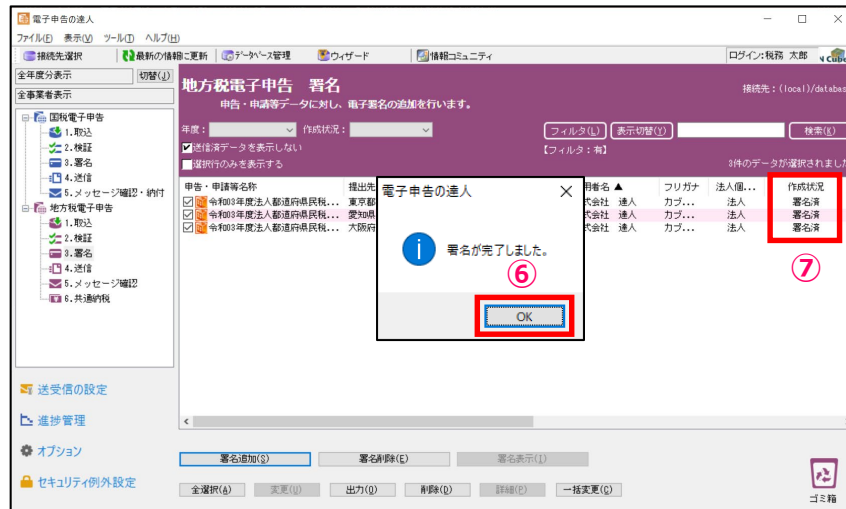 電子申告の達人
ファイル(F) 表示(V) ツール(T) ヘルプ(H)
接続先選択 最新の情報に更新 データベース管理 ウィザード 情報コミュニティ ログイン:税務 太郎
全年度分表示 切替(J)
全事業者表示
国税電子申告
1.取込
2.検証
3.署名
4.送信
5.メッセージ確認・納付
地方税電子申告
1.取込
2.検証
3.署名
4.送信
5.メッセージ確認
6.共通納税
送受信の設定
進捗管理
オプション
セキュリティ例外設定
地方税電子申告 署名
接続先:(local)/databas
申告・申請等データに対し、電子署名の追加を行います。
年度: 作成状況: フィルタ(L) 表示切替(Y) 検索(K)
送信済データを表示しない 【フィルタ:有】
選択行のみを表示する 3件のデータが選択されました
申告・申請等名称 提出先 用者名 ▲ フリガナ 法人個... 作成状況
令和03年度法人都道府県民税... 東京都 式会社 達人 カブ... 法人 署名済
令和03年度法人都道府県民税... 愛知県 式会社 達人 カブ... 法人 署名済
令和03年度法人都道府県民税... 大阪府 式会社 達人 カブ... 法人 署名済
電子申告の達人
署名が完了しました。
⑥
OK
⑦
署名追加(S) 署名削除(E) 署名表示(I)
全選択(A) 変更(U) 出力(O) 削除(D) 詳細(P) 一括変更(C)
ゴミ箱